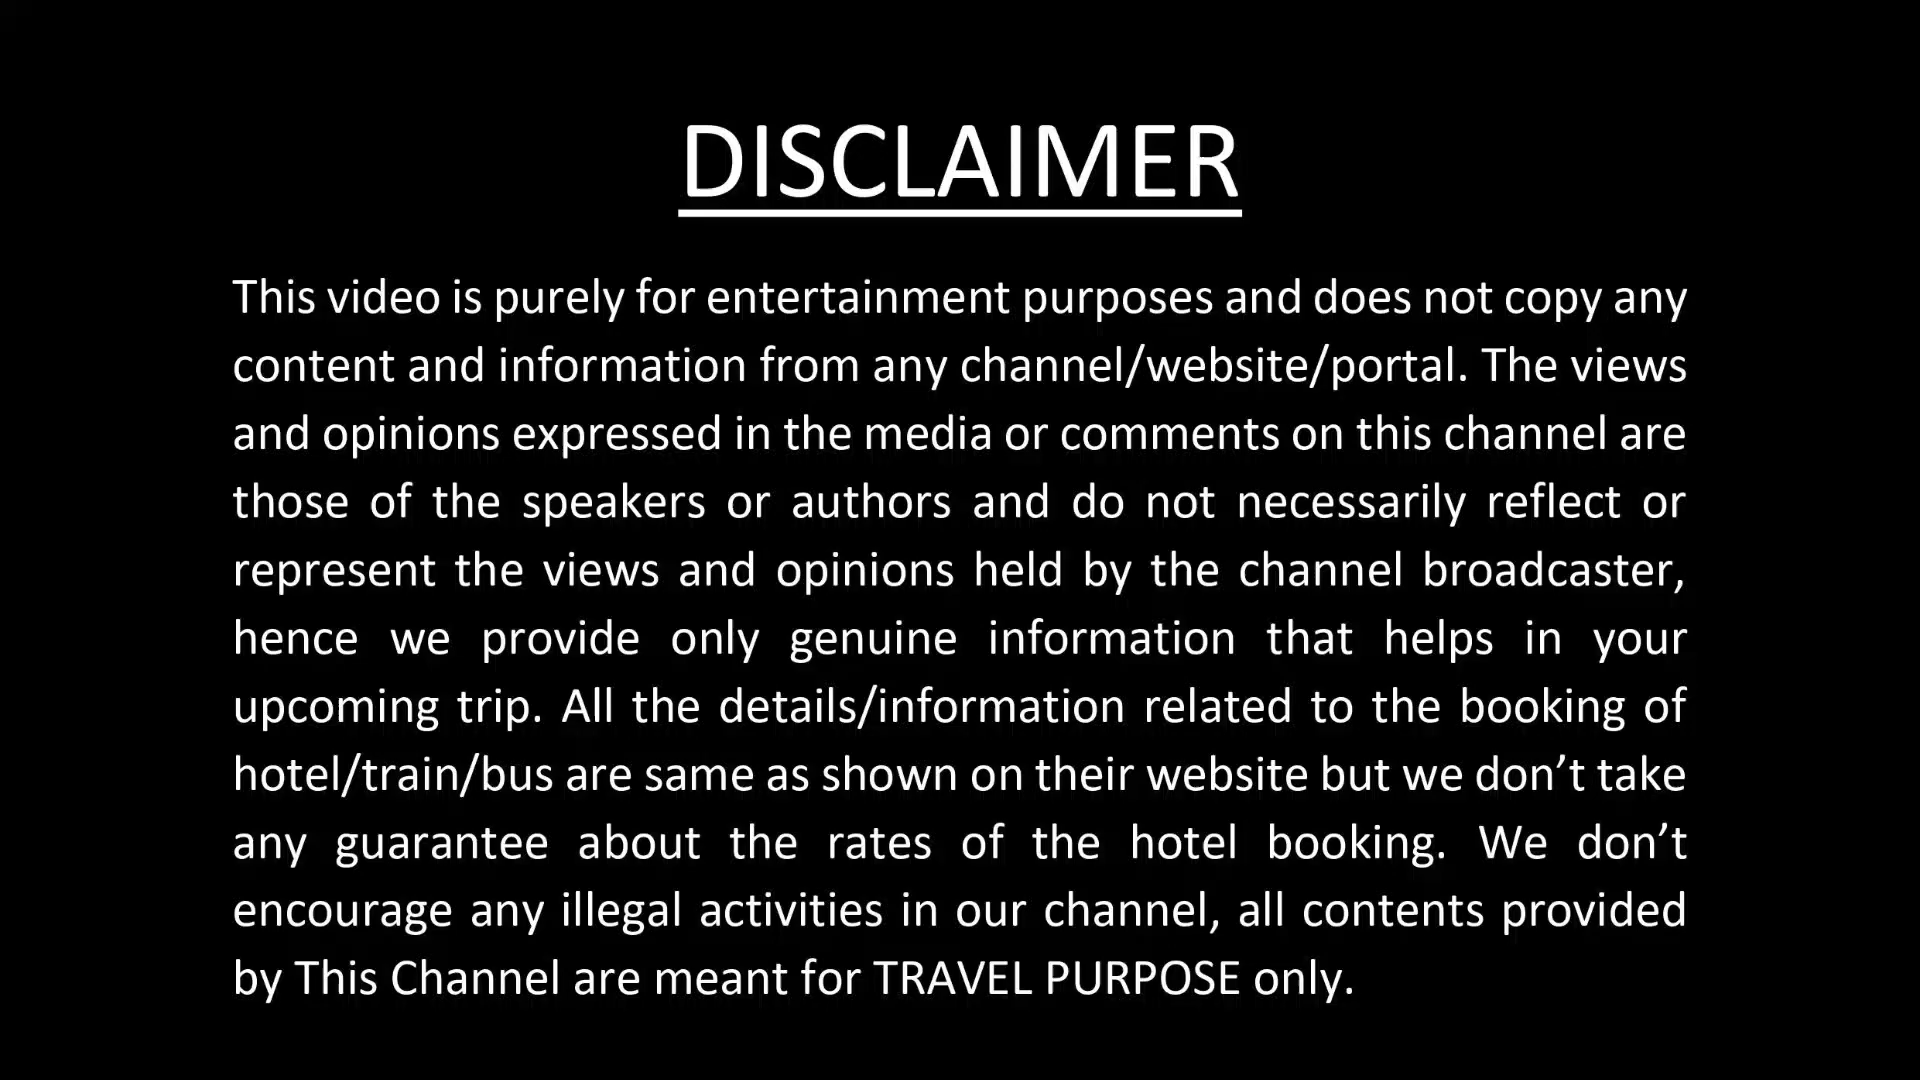 DISCLAIMER
This video is purely for entertainment purposes and does not copy any
content and information from any channel/website/portal. The views
and opinions expressed in the media or comments on this channel are
those of the speakers or authors and do not necessarily reflect or
represent the views and opinions held by the channel broadcaster,
hence we provide only genuine information that helps in your
upcoming trip. All the details/information related to the booking of
hotel/train/bus are same as shown on their website but we don’t take
any guarantee about the rates of the hotel booking. We don’t
encourage any illegal activities in our channel, all contents provided
by This Channel are meant for TRAVEL PURPOSE only.